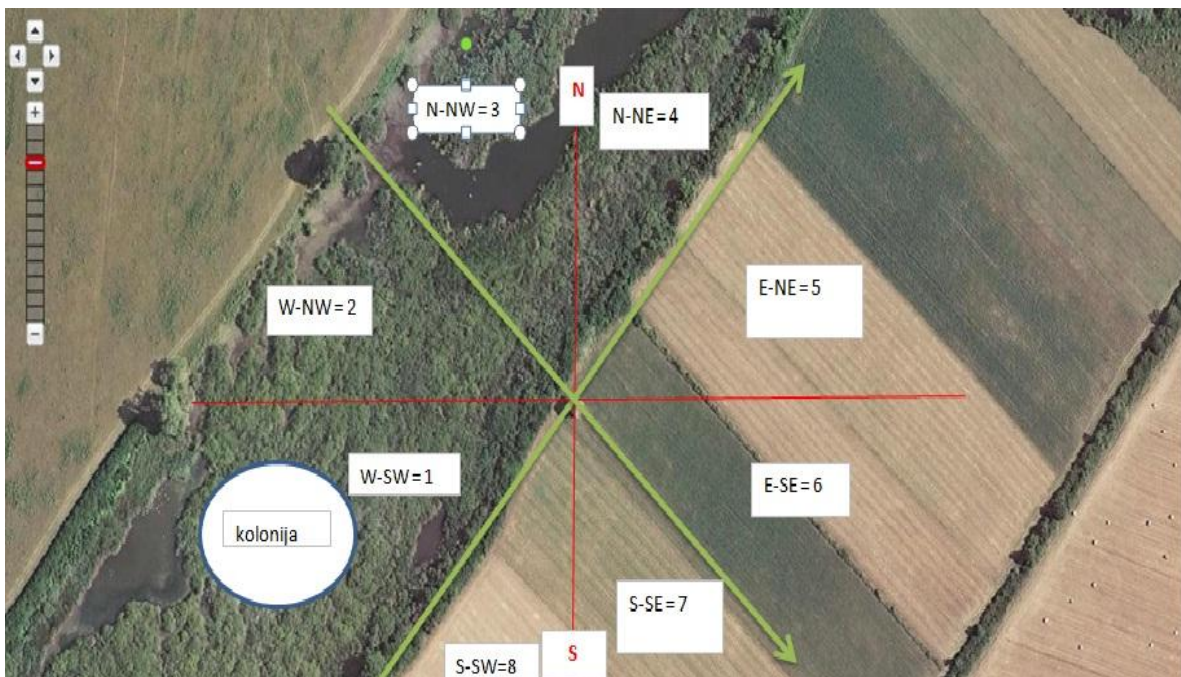 N
N-NW = 3
N-NE = 4
E-NE = 5
W-NW = 2
W-SW = 1
E-SE = 6
kolonija
S-SE = 7
S
S-SW=8